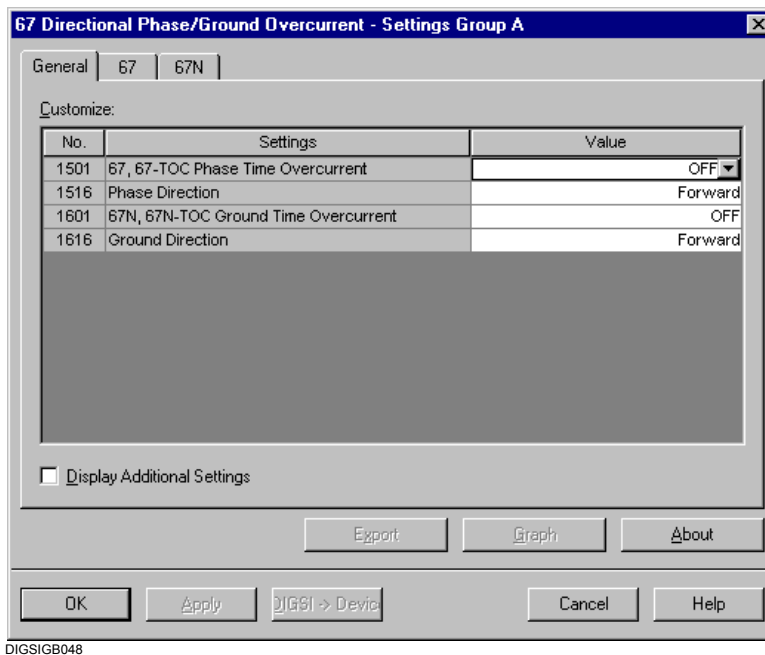 67 Directional Phase/Ground Overcurrent - Settings Group A
General 67 67N
Customize:
No. Settings Value
1501 67, 67-TOC Phase Time Overcurrent OFF
1516 Phase Direction Forward
1601 67N, 67N-TOC Ground Time Overcurrent OFF
1616 Ground Direction Forward
Display Additional Settings
Export Graph About
OK Apply DIGSI -> Device Cancel Help
DIGSIGB048